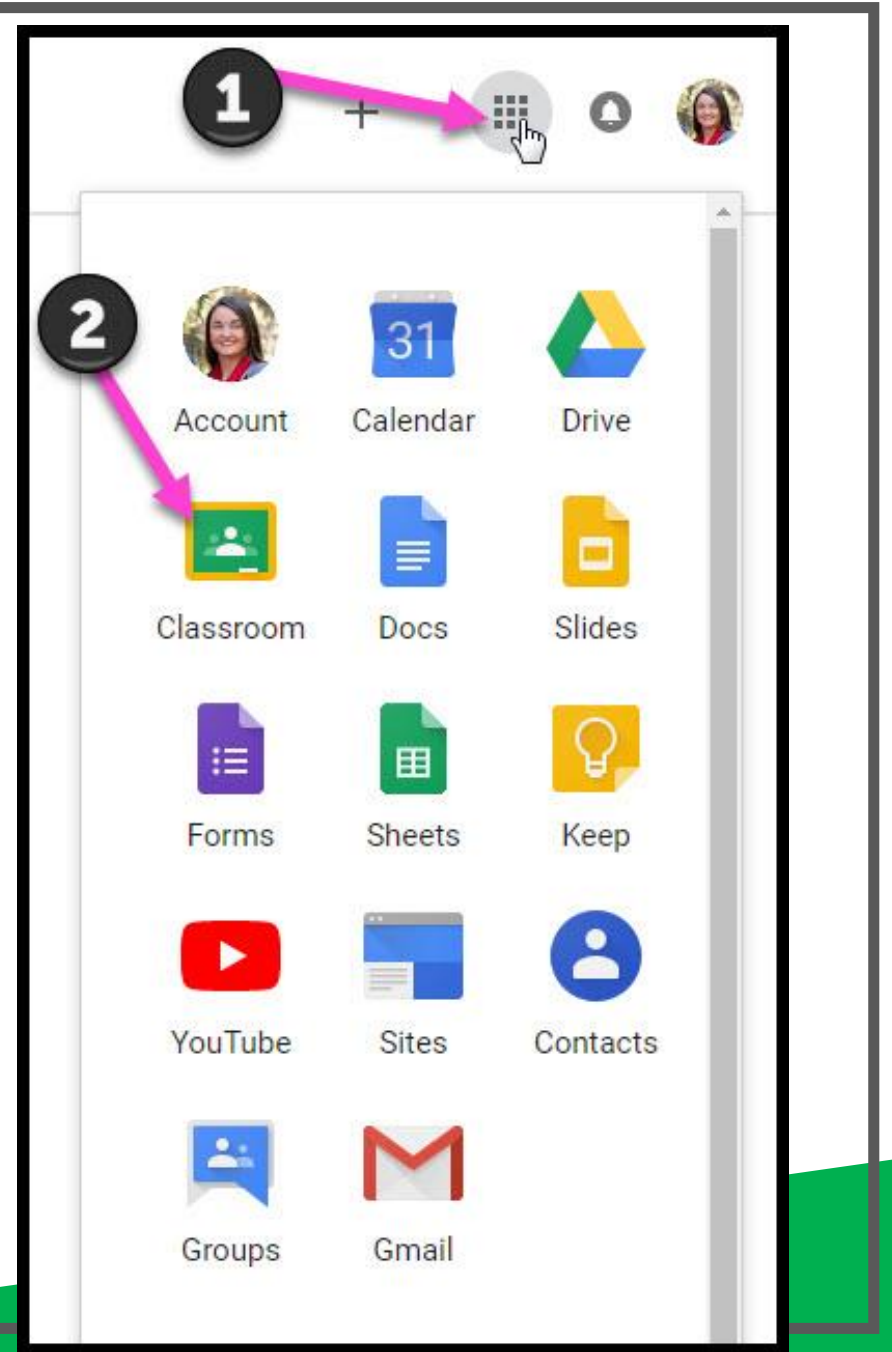 1
2
31
Account Calendar Drive
Classroom Docs Slides
Forms Sheets Keep
YouTube Sites Contacts
Groups Gmail